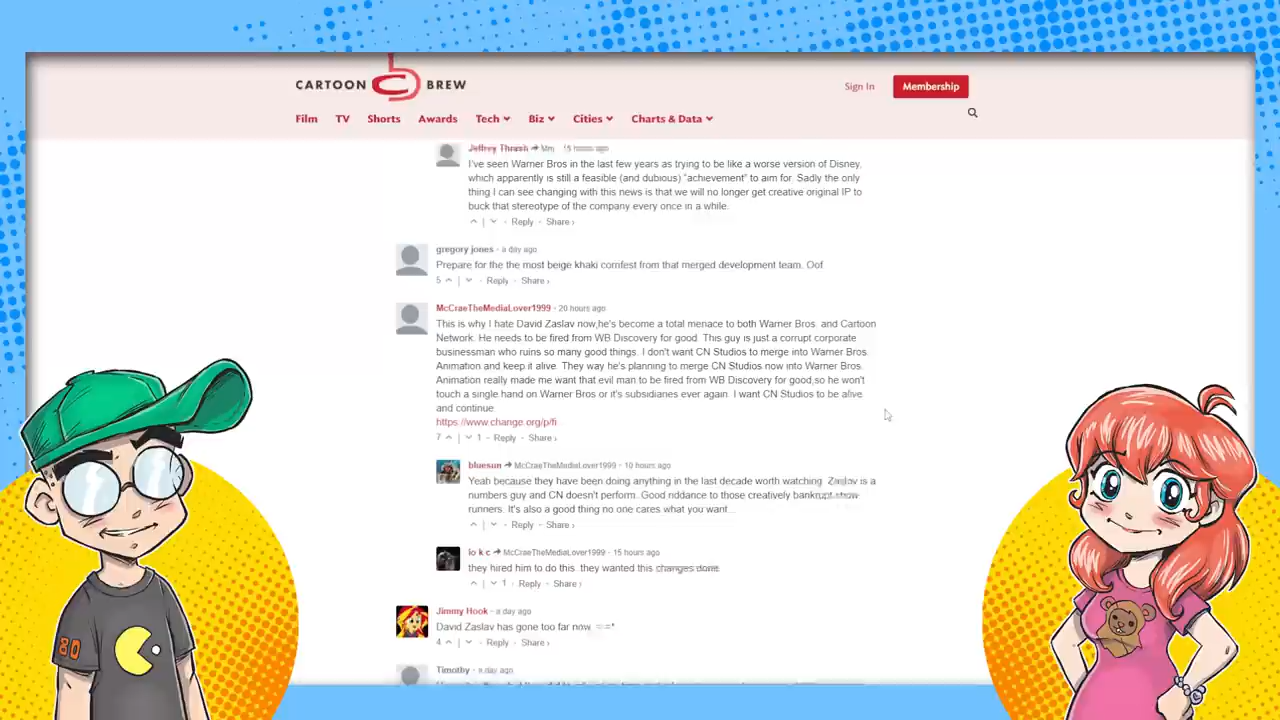 CARTOON BREW
Sign In
Membership
Film TV Shorts Awards Tech Biz Cities Charts & Data
Jeffrey Thrash 15 hours ago
I've seen Warner Bros in the last few years as trying to be like a worse version of Disney,
which apparently is still a feasible (and dubious) "achievement" to aim for. Sadly the only
thing I can see changing with this news is that we will no longer get creative original IP to
buck that stereotype of the company every once in a while.
Reply · Share ›
gregory jones · a day ago
Prepare for the the most beige khaki cornfest from that merged development team. Oof
5 Reply · Share ›
McCraeTheMediaLover1999 · 20 hours ago
This is why I hate David Zaslav now,he's become a total menace to both Warner Bros. and Cartoon
Network. He needs to be fired from WB Discovery for good. This guy is just a corrupt corporate
businessman who ruins so many good things. I don't want CN Studios to merge into Warner Bros.
Animation and keep it alive. They way he's planning to merge CN Studios now into Warner Bros.
Animation really made me want that evil man to be fired from WB Discovery for good,so he won't
touch a single hand on Warner Bros or it's subsidianes ever again. I want CN Studios to be alive
and continue
https://www.change.org/p/fi
7 1 · Reply · Share ›
bluesun McCraeTheMediaLover1999 · 10 hours ago
Yeah because they have been doing anything in the last decade worth watching. Zaslav is a
numbers guy and CN doesn't perform. Good riddance to those creatively bankrupt show
runners. It's also a good thing no one cares what you want...
Reply · Share ›
lo k c McCraeTheMediaLover1999 · 15 hours ago
they hired him to do this. they wanted this changes done.
1 · Reply · Share ›
Jimmy Hook · a day ago
David Zaslav has gone too far now
4 Reply · Share ›
Timothy · a day ago
80